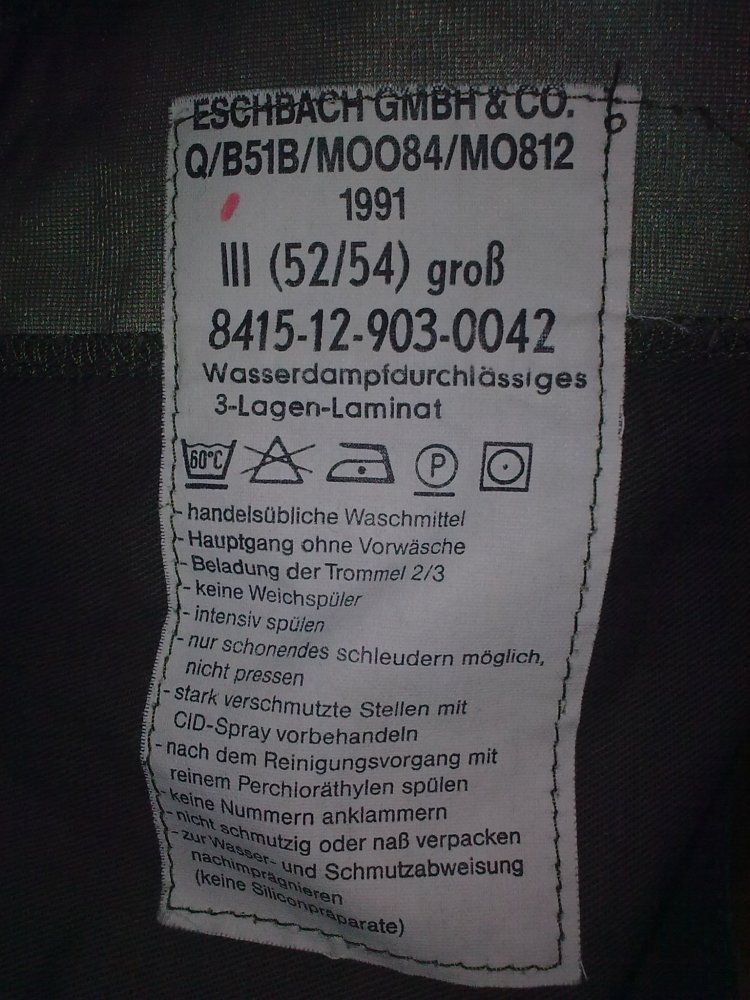 ESCHBACH GMBH & CO.
Q/B51B/MOO84/MO812
1991
III (52/54) groß
8415-12-903-0042
Wasserdampfdurchlässiges
3-Lagen-Laminat
60°C P
- handelsübliche Waschmittel
- Hauptgang ohne Vorwäsche
- Beladung der Trommel 2/3
- keine Weichspüler
- intensiv spülen
- nur schonendes schleudern möglich,
nicht pressen
- stark verschmutzte Stellen mit
CID-Spray vorbehandeln
- nach dem Reinigungsvorgang mit
reinem Perchloräthylen spülen
- keine Nummern anklammern
- nicht schmutzig oder naß verpacken
- zur Wasser- und Schmutzabweisung
nachimprägnieren
(keine Siliconpräparate)